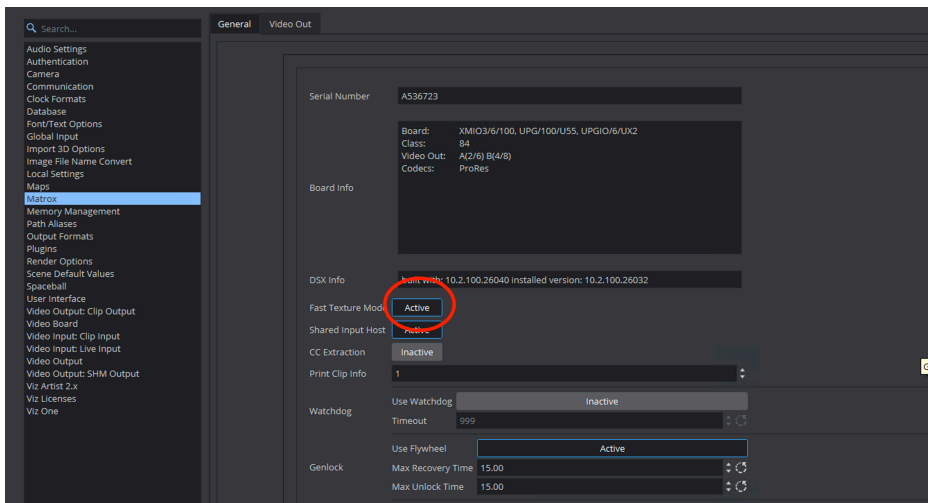 General Video Out
Search...
Audio Settings
Authentication
Camera
Communication
Clock Formats
Database
Font/Text Options
Global Input
Import 3D Options
Image File Name Convert
Local Settings
Maps
Matrox
Memory Management
Path Aliases
Output Formats
Plugins
Render Options
Scene Default Values
Spaceball
User Interface
Video Output: Clip Output
Video Board
Video Input: Clip Input
Video Input: Live Input
Video Output
Video Output: SHM Output
Viz Artist 2.x
Viz Licenses
Viz One
Serial Number A536723
Board Info
Board: XMIO3/6/100, UPG/100/U55, UPGIO/6/UX2
Class: 84
Video Out: A(2/6) B(4/8)
Codecs: ProRes
DSX Info built with: 10.2.100.26040 installed version: 10.2.100.26032
Fast Texture Mode Active
Shared Input Host Active
CC Extraction Inactive
Print Clip Info 1
Watchdog
Use Watchdog Inactive
Timeout 999
Genlock
Use Flywheel Active
Max Recovery Time 15.00
Max Unlock Time 15.00